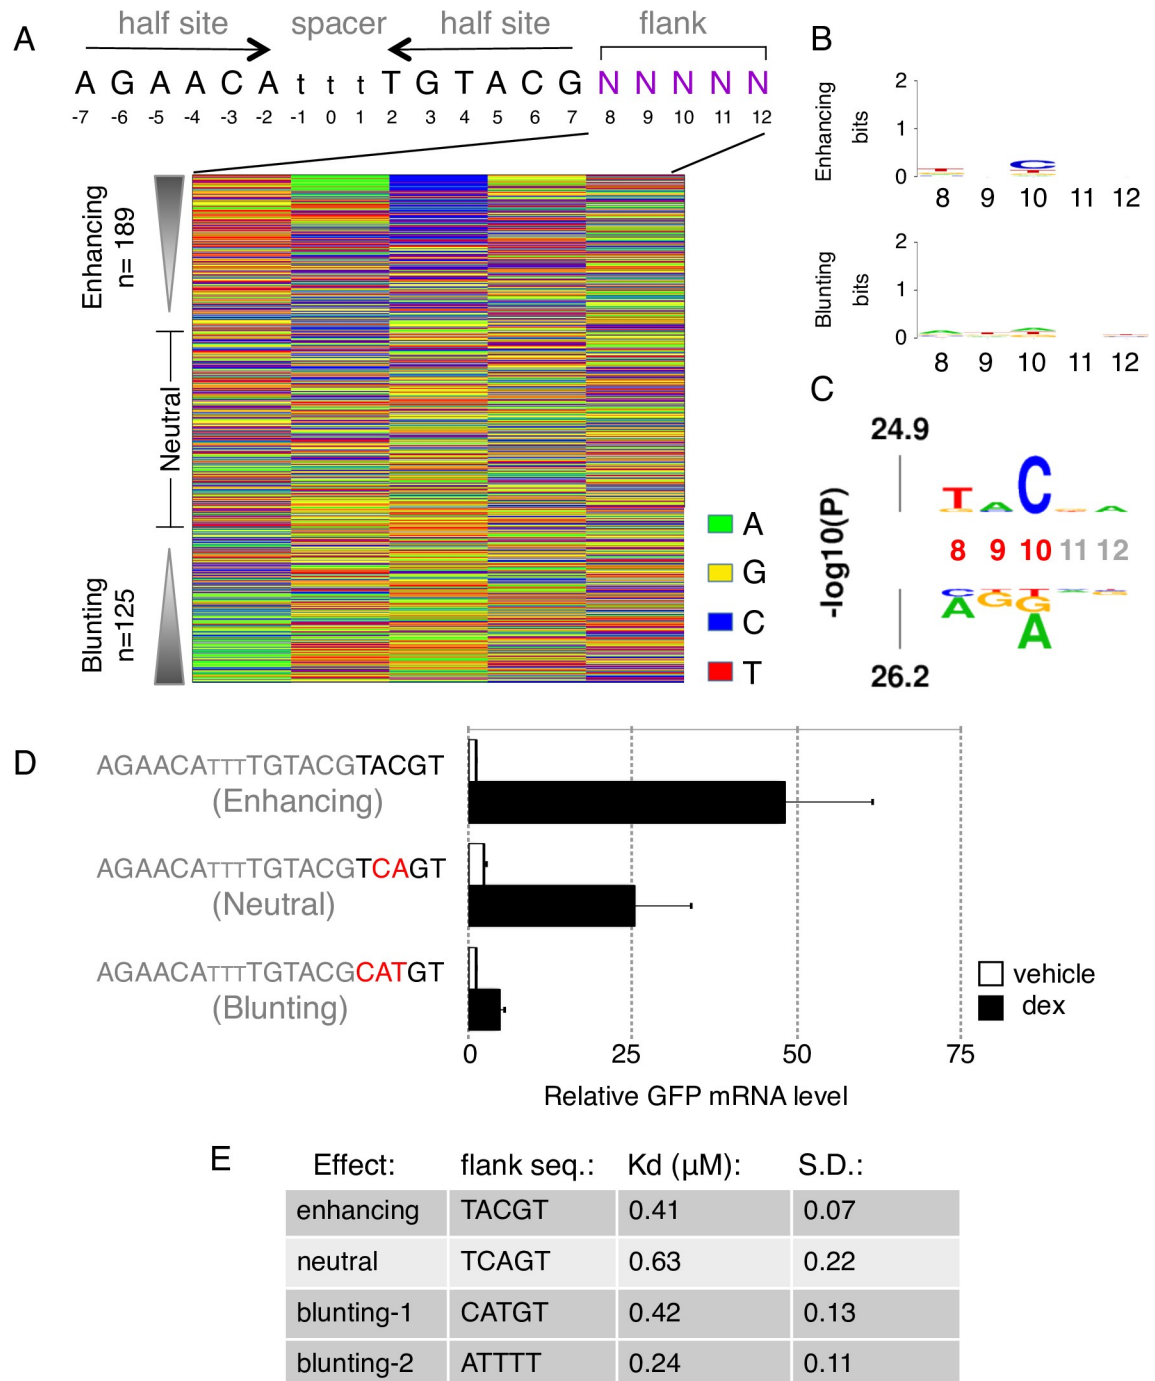 A
half site spacer half site flank
A G A A C A t t t T G T A C G N N N N N
-7 -6 -5 -4 -3 -2 -1 0 1 2 3 4 5 6 7 8 9 10 11 12
Enhancing
n= 189
Neutral
Blunting
n=125
A
G
C
T
B
Enhancing
bits
2
1
0
T C T
8 9 10 11 12
Blunting
bits
2
1
0
8 9 10 11 12
C
24.9
-log10(P)
T A C A
8 9 10 11 12
C T T
A G G
A
26.2
D
AGAACATTTTGTACGTACGT
(Enhancing)
AGAACATTTTGTACGTCAGT
(Neutral)
AGAACATTTTGTACGCATGT
(Blunting)
vehicle
dex
0 25 50 75
Relative GFP mRNA level
E
Effect: flank seq.: Kd (μM): S.D.:
enhancing TACGT 0.41 0.07
neutral TCAGT 0.63 0.22
blunting-1 CATGT 0.42 0.13
blunting-2 ATTTT 0.24 0.11